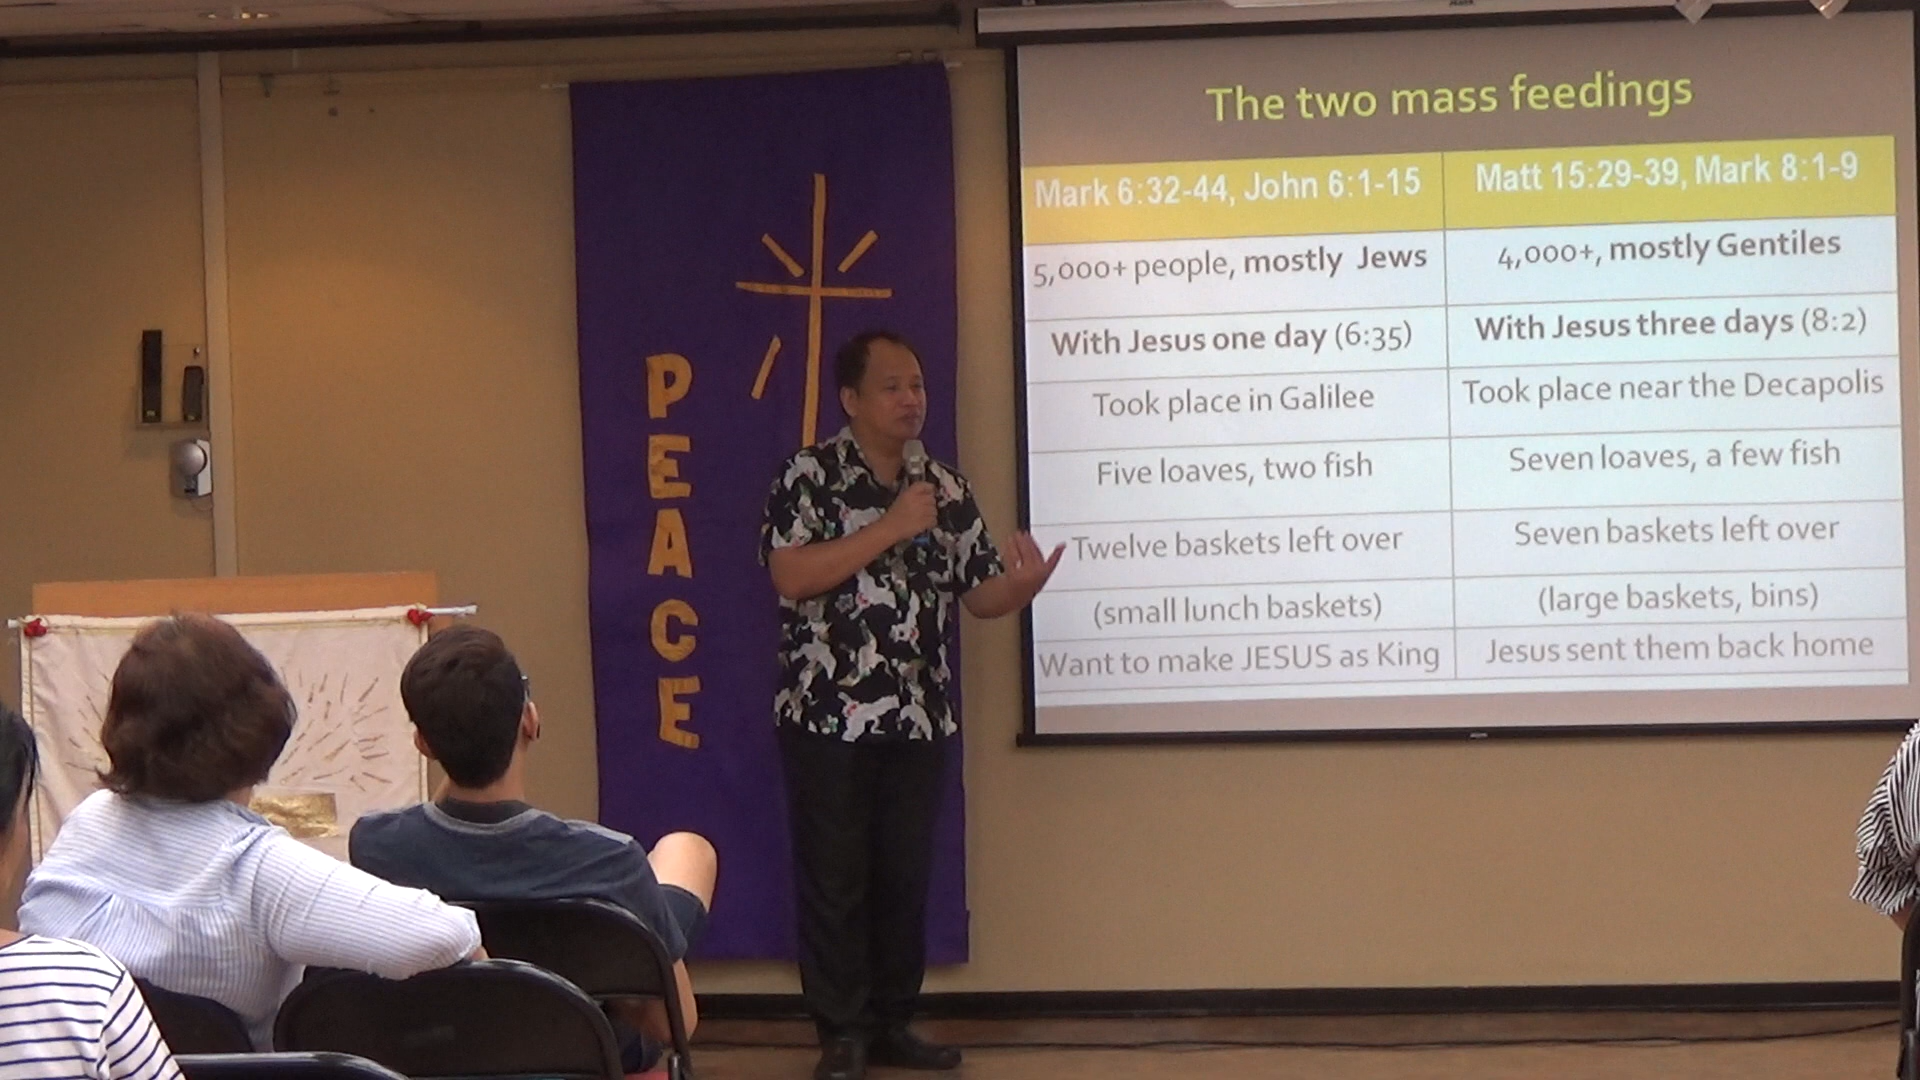 PEACE
The two mass feedings
Mark 6:32-44, John 6:1-15
Matt 15:29-39, Mark 8:1-9
5,000+ people, mostly Jews
4,000+, mostly Gentiles
With Jesus one day (6:35)
With Jesus three days (8:2)
Took place in Galilee
Took place near the Decapolis
Five loaves, two fish
Seven loaves, a few fish
Twelve baskets left over
Seven baskets left over
(small lunch baskets)
(large baskets, bins)
Want to make JESUS as King
Jesus sent them back home